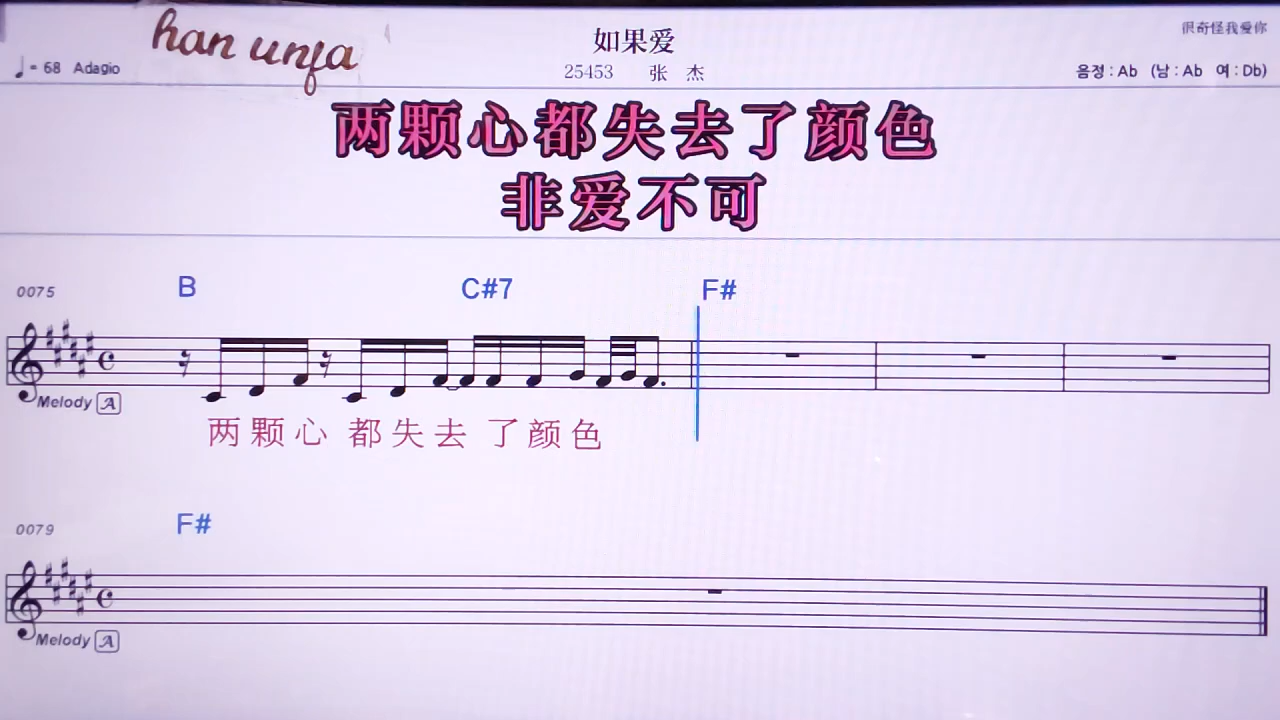 han unfa
如果爱
很奇怪我爱你
♩= 68 Adagio
25453 张 杰
음정 : Ab (남 : Ab 여 : Db)
两颗心都失去了颜色
非爱不可
0075 B C#7 F#
Melody A
两颗心 都失去 了颜色
0079 F#
Melody A